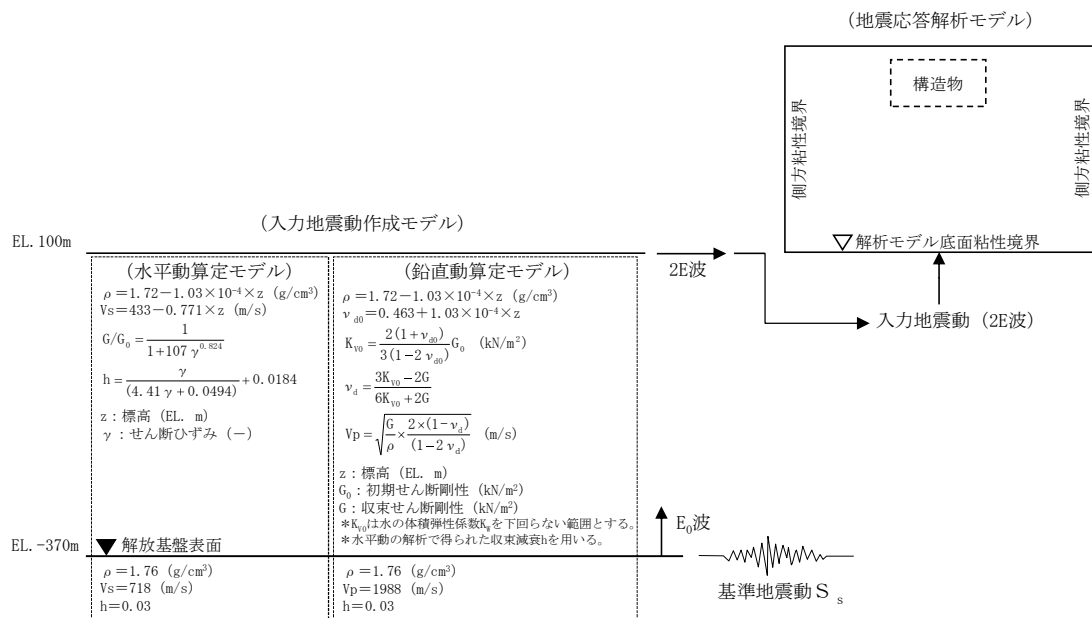 (地震応答解析モデル)
構造物
側方粘性境界
側方粘性境界
▽解析モデル底面粘性境界
入力地震動 (2E波)
(入力地震動作成モデル)
EL. 100m
2E波
(水平動算定モデル)
ρ=1.72-1.03×10⁻⁴×z (g/cm³)
Vs=433-0.771×z (m/s)
G/G₀=1/(1+107γ^0.824)
h=γ/(4.41γ+0.0494)+0.0184
z:標高 (EL. m)
γ:せん断ひずみ (-)
(鉛直動算定モデル)
ρ=1.72-1.03×10⁻⁴×z (g/cm³)
ν_d0=0.463+1.03×10⁻⁴×z
K_V0=2(1+ν_d0)/3(1-2ν_d0) G₀ (kN/m²)
ν_d=(3K_V0-2G)/(6K_V0+2G)
Vp=√(G/ρ×2×(1-ν_d)/(1-2ν_d)) (m/s)
z:標高 (EL. m)
G₀:初期せん断剛性 (kN/m²)
G:収束せん断剛性 (kN/m²)
*K_V0は水の体積弾性係数K_Wを下回らない範囲とする。
*水平動の解析で得られた収束減衰hを用いる。
E₀波
EL. -370m
▼解放基盤表面
ρ=1.76 (g/cm³)
Vs=718 (m/s)
h=0.03
ρ=1.76 (g/cm³)
Vp=1988 (m/s)
h=0.03
基準地震動Ss